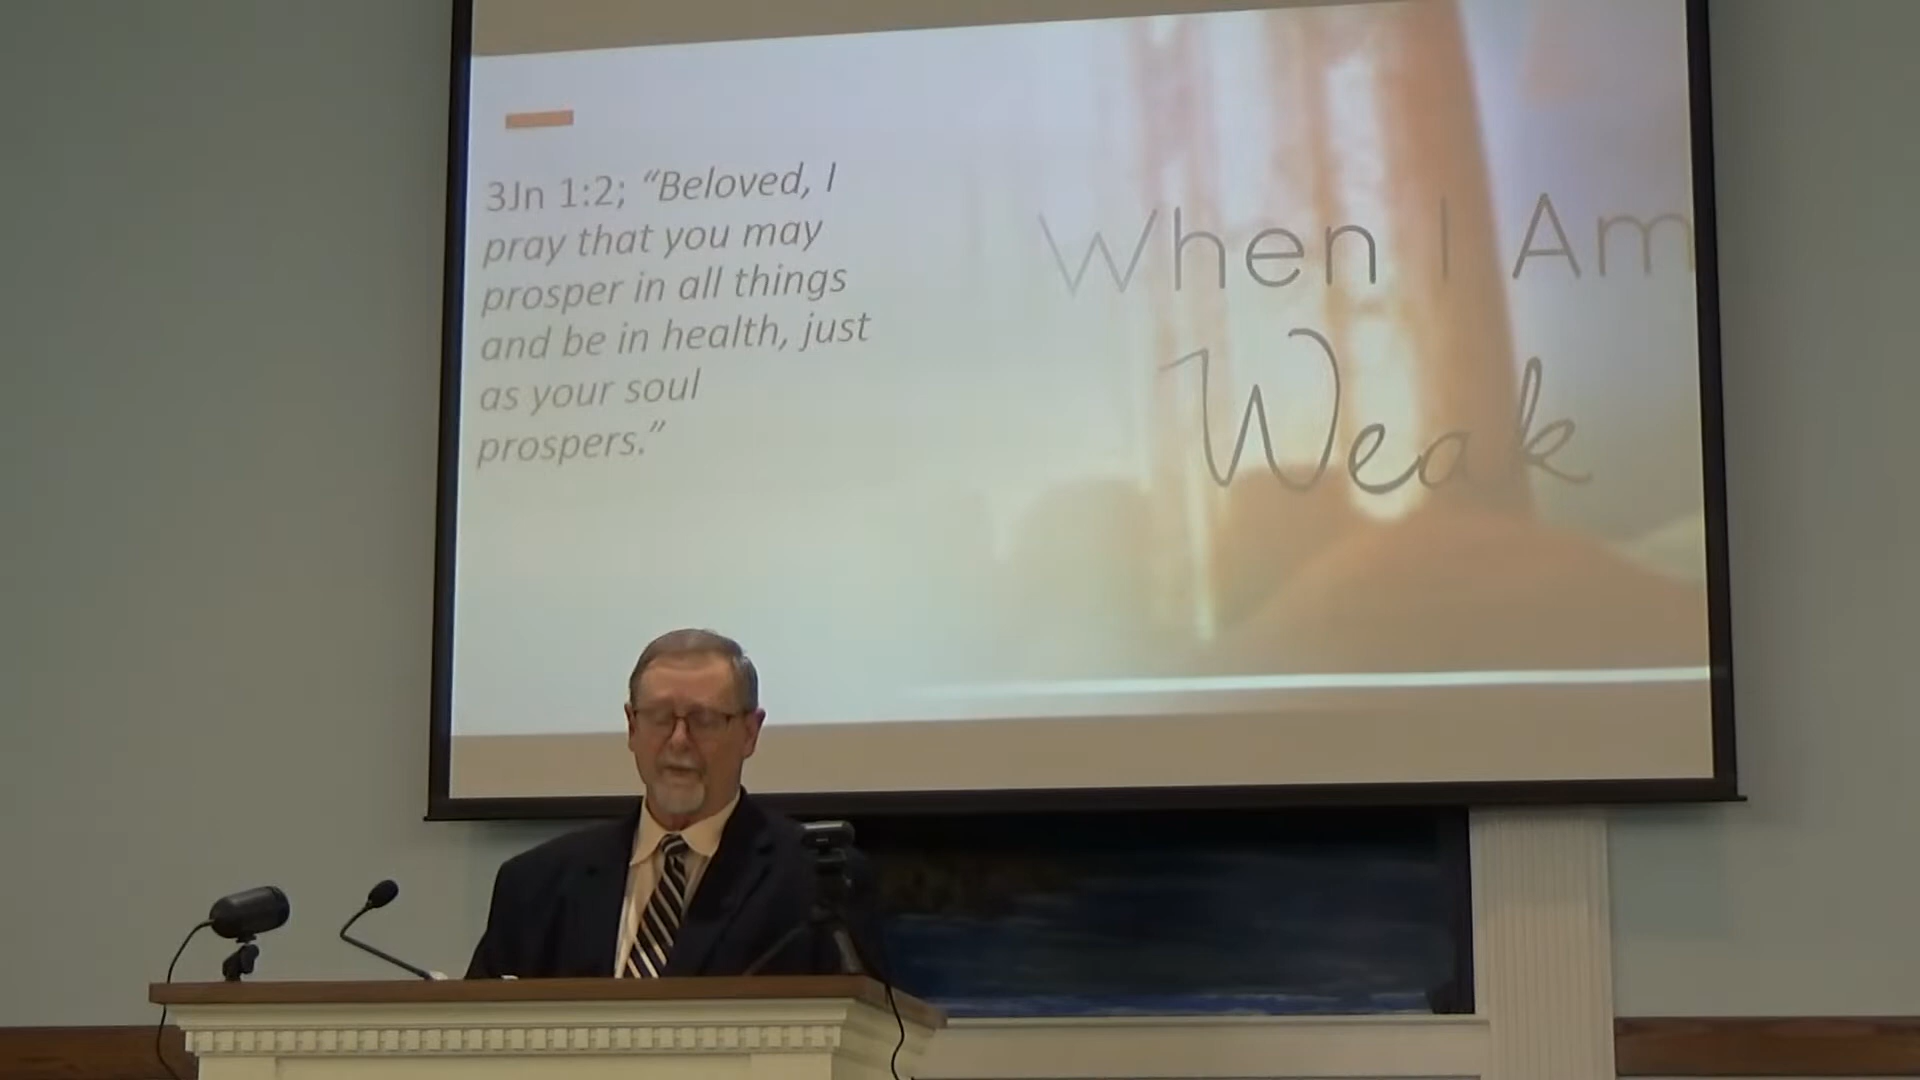 3Jn 1:2; “Beloved, I
pray that you may
prosper in all things
and be in health, just
as your soul
prospers.”
When I Am
Weak